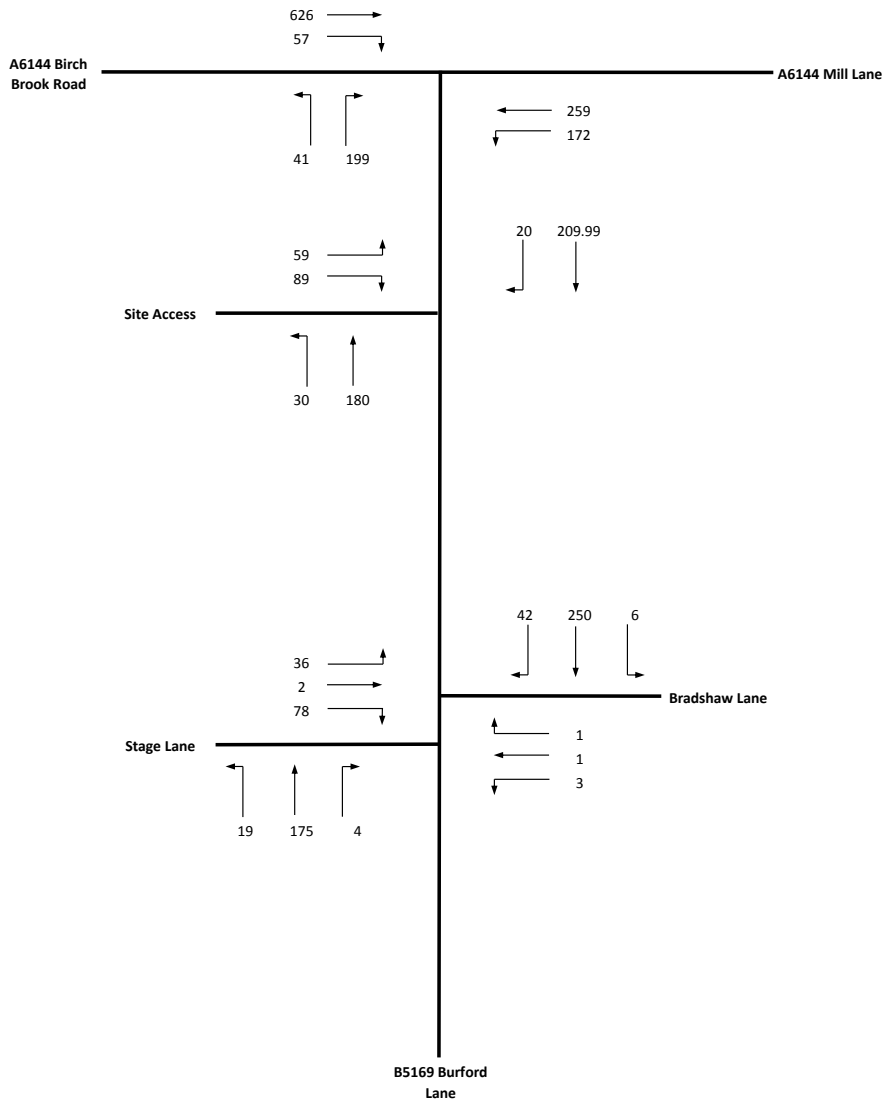 626
57
A6144 Birch
Brook Road
A6144 Mill Lane
259
172
41 199
20 209.99
59
89
Site Access
30 180
42 250 6
36
2
78
Bradshaw Lane
Stage Lane
1
1
3
19 175 4
B5169 Burford
Lane